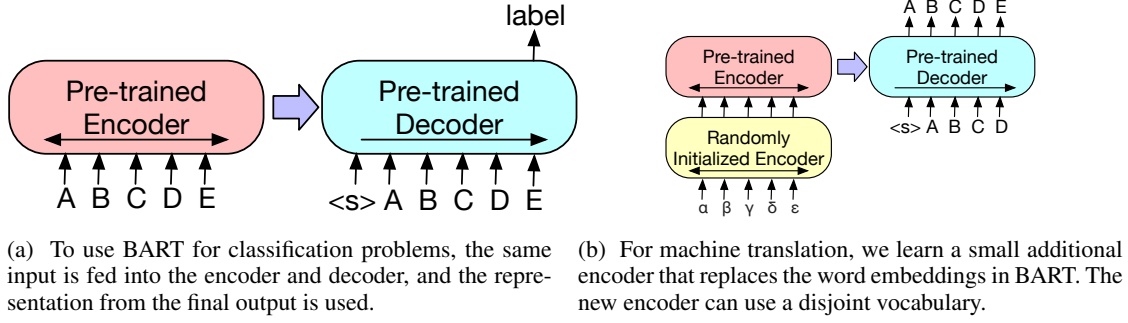 label
Pre-trained
Encoder
Pre-trained
Decoder
A B C D E
<s> A B C D E
(a) To use BART for classification problems, the same
input is fed into the encoder and decoder, and the repre-
sentation from the final output is used.
A B C D E
Pre-trained
Encoder
Pre-trained
Decoder
<s> A B C D
Randomly
Initialized Encoder
α β γ δ ε
(b) For machine translation, we learn a small additional
encoder that replaces the word embeddings in BART. The
new encoder can use a disjoint vocabulary.